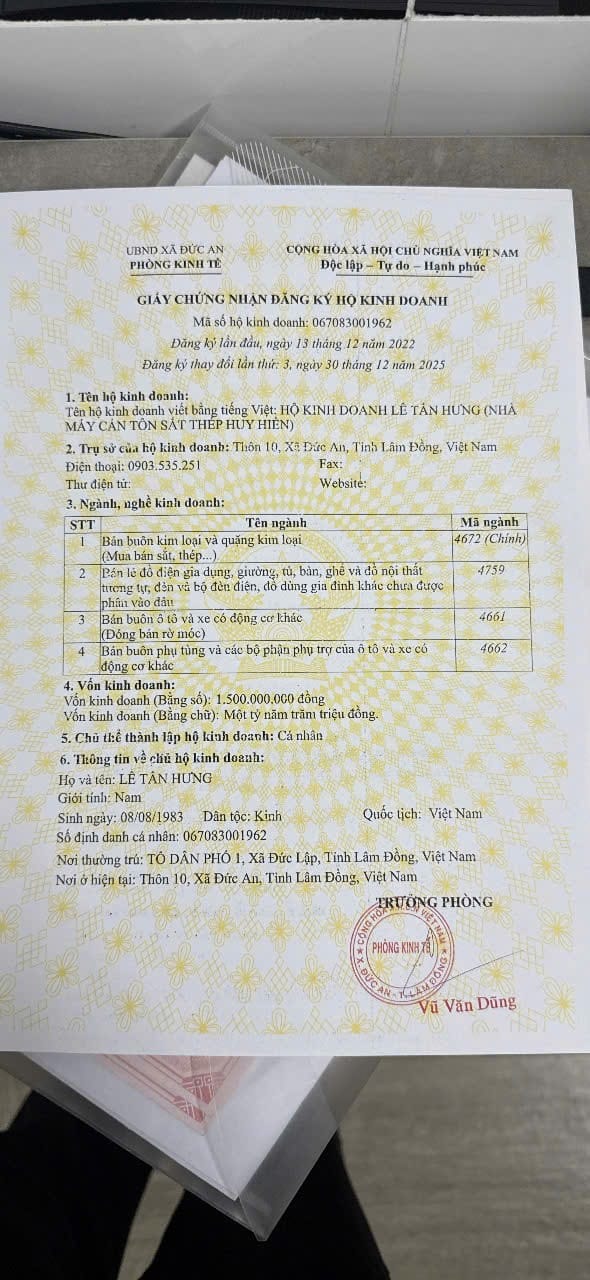 UBND XÃ ĐỨC AN
PHÒNG KINH TẾ
CỘNG HÒA XÃ HỘI CHỦ NGHĨA VIỆT NAM
Độc lập – Tự do – Hạnh phúc
GIẤY CHỨNG NHẬN ĐĂNG KÝ HỘ KINH DOANH
Mã số hộ kinh doanh: 067083001962
Đăng ký lần đầu, ngày 13 tháng 12 năm 2022
Đăng ký thay đổi lần thứ: 3, ngày 30 tháng 12 năm 2025
1. Tên hộ kinh doanh:
Tên hộ kinh doanh viết bằng tiếng Việt: HỘ KINH DOANH LÊ TẤN HƯNG (NHÀ
MÁY CÁN TÔN SẮT THÉP HUY HIỀN)
2. Trụ sở của hộ kinh doanh: Thôn 10, Xã Đức An, Tỉnh Lâm Đồng, Việt Nam
Điện thoại: 0903.535.251 Fax:
Thư điện tử: Website:
3. Ngành, nghề kinh doanh:
STT Tên ngành Mã ngành
1 Bán buôn kim loại và quặng kim loại 4672 (Chính)
(Mua bán sắt, thép...)
2 Bán lẻ đồ điện gia dụng, giường, tủ, bàn, ghế và đồ nội thất 4759
tương tự, đèn và bộ đèn điện, đồ dùng gia đình khác chưa được
phân vào đâu
3 Bán buôn ô tô và xe có động cơ khác 4661
(Đóng bán rờ móc)
4 Bán buôn phụ tùng và các bộ phận phụ trợ của ô tô và xe có 4662
động cơ khác
4. Vốn kinh doanh:
Vốn kinh doanh (Bằng số): 1.500.000.000 đồng
Vốn kinh doanh (Bằng chữ): Một tỷ năm trăm triệu đồng.
5. Chủ thể thành lập hộ kinh doanh: Cá nhân
6. Thông tin về chủ hộ kinh doanh:
Họ và tên: LÊ TẤN HƯNG
Giới tính: Nam
Sinh ngày: 08/08/1983 Dân tộc: Kinh Quốc tịch: Việt Nam
Số định danh cá nhân: 067083001962
Nơi thường trú: TỔ DÂN PHỐ 1, Xã Đức Lập, Tỉnh Lâm Đồng, Việt Nam
Nơi ở hiện tại: Thôn 10, Xã Đức An, Tỉnh Lâm Đồng, Việt Nam
TRƯỞNG PHÒNG
PHÒNG KINH TẾ
X. ĐỨC AN - T. LÂM ĐỒNG
Vũ Văn Dũng